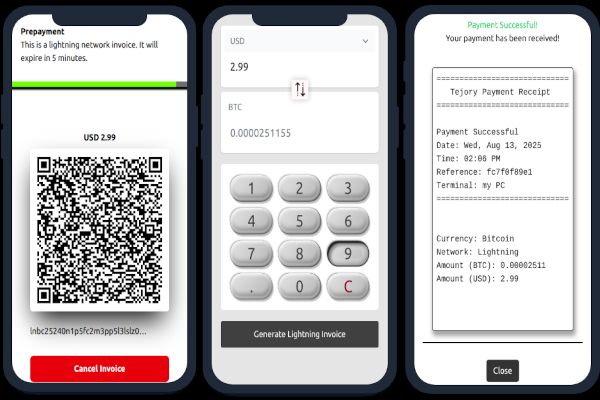 Prepayment
This is a lightning network invoice. It will
expire in 5 minutes.
USD 2.99
lnbc25240n1p5fc2m3pp5l3lslz0...
Cancel Invoice
USD
2.99
BTC
0.0000251155
1 2 3
4 5 6
7 8 9
. 0 C
Generate Lightning Invoice
Payment Successful!
Your payment has been received!
==============================
Tejory Payment Receipt
==============================
Payment Successful
Date: Wed, Aug 13, 2025
Time: 02:06 PM
Reference: fc7f0f89e1
Terminal: my PC
==============================
Currency: Bitcoin
Network: Lightning
Amount (BTC): 0.00002511
Amount (USD): 2.99
Close